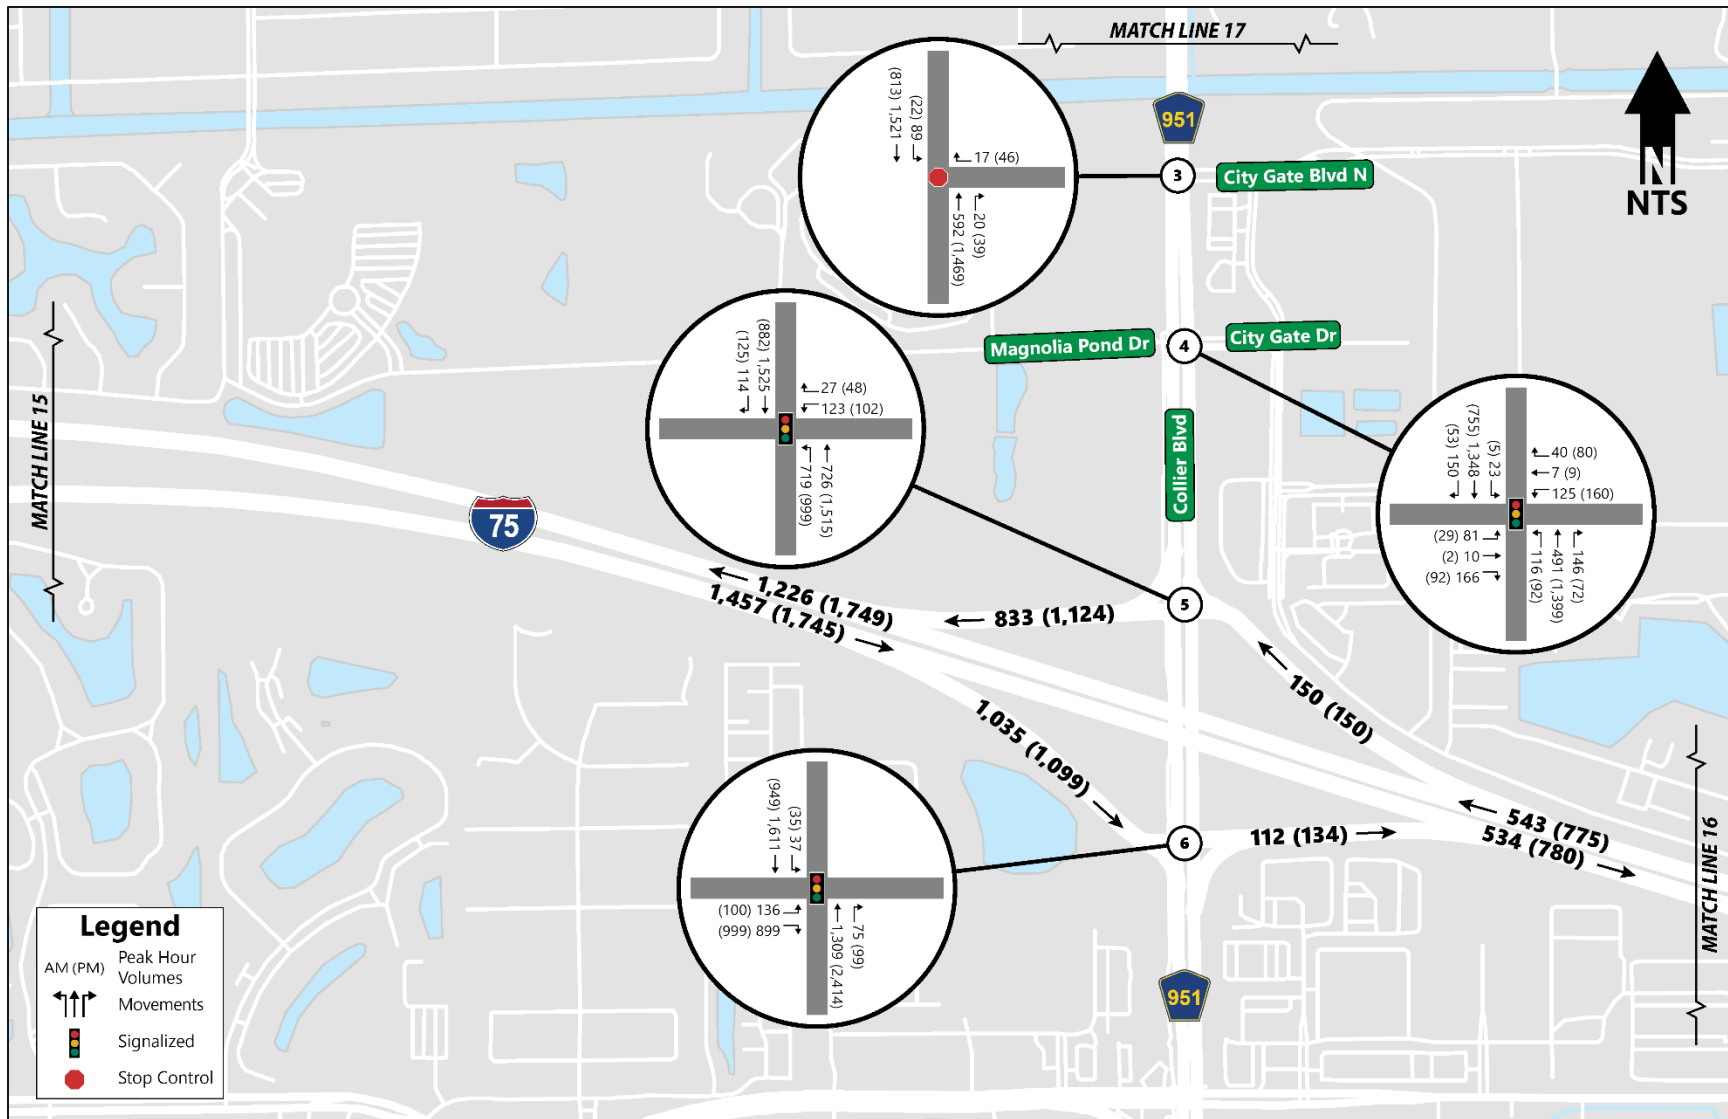 MATCH LINE 17
951
N
NTS
3
City Gate Blvd N
(813) 1,521
(22) 89
17 (46)
592 (1,469)
20 (39)
Magnolia Pond Dr
4
City Gate Dr
(125) 114
(882) 1,525
27 (48)
123 (102)
719 (999)
726 (1,515)
MATCH LINE 15
75
Collier Blvd
(53) 150
(755) 1,348
(5) 23
40 (80)
7 (9)
125 (160)
(29) 81
(2) 10
(92) 166
116 (92)
491 (1,399)
146 (72)
1,226 (1,749)
1,457 (1,745)
833 (1,124)
5
150 (150)
1,035 (1,099)
543 (775)
534 (780)
MATCH LINE 16
6
112 (134)
(949) 1,611
(35) 37
(100) 136
(999) 899
1,309 (2,414)
75 (99)
951
Legend
AM (PM) Peak Hour
Volumes
Movements
Signalized
Stop Control